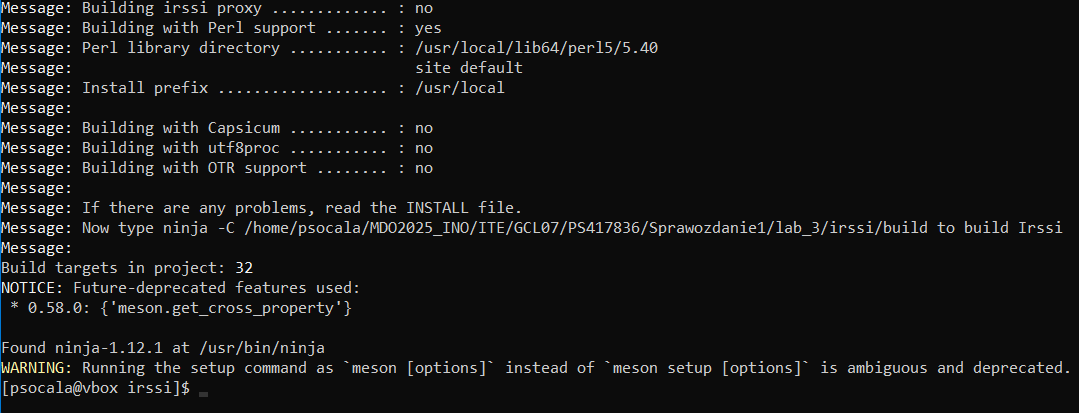 Message: Building irssi proxy ............. : no
Message: Building with Perl support ....... : yes
Message: Perl library directory ........... : /usr/local/lib64/perl5/5.40
Message:                                      site default
Message: Install prefix ................... : /usr/local
Message:
Message: Building with Capsicum ........... : no
Message: Building with utf8proc ........... : no
Message: Building with OTR support ........ : no
Message:
Message: If there are any problems, read the INSTALL file.
Message: Now type ninja -C /home/psocala/MDO2025_INO/ITE/GCL07/PS417836/Sprawozdanie1/lab_3/irssi/build to build Irssi
Message:
Build targets in project: 32
NOTICE: Future-deprecated features used:
 * 0.58.0: {'meson.get_cross_property'}

Found ninja-1.12.1 at /usr/bin/ninja
WARNING: Running the setup command as `meson [options]` instead of `meson setup [options]` is ambiguous and deprecated.
[psocala@vbox irssi]$